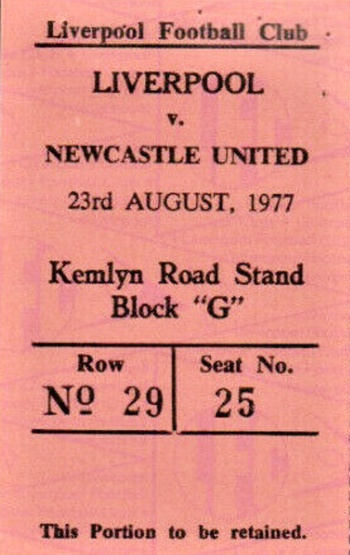 Liverpool Football Club
LIVERPOOL
v.
NEWCASTLE UNITED
23rd AUGUST, 1977
Kemlyn Road Stand
Block “G”
Row Seat No.
Nº 29 25
This Portion to be retained.